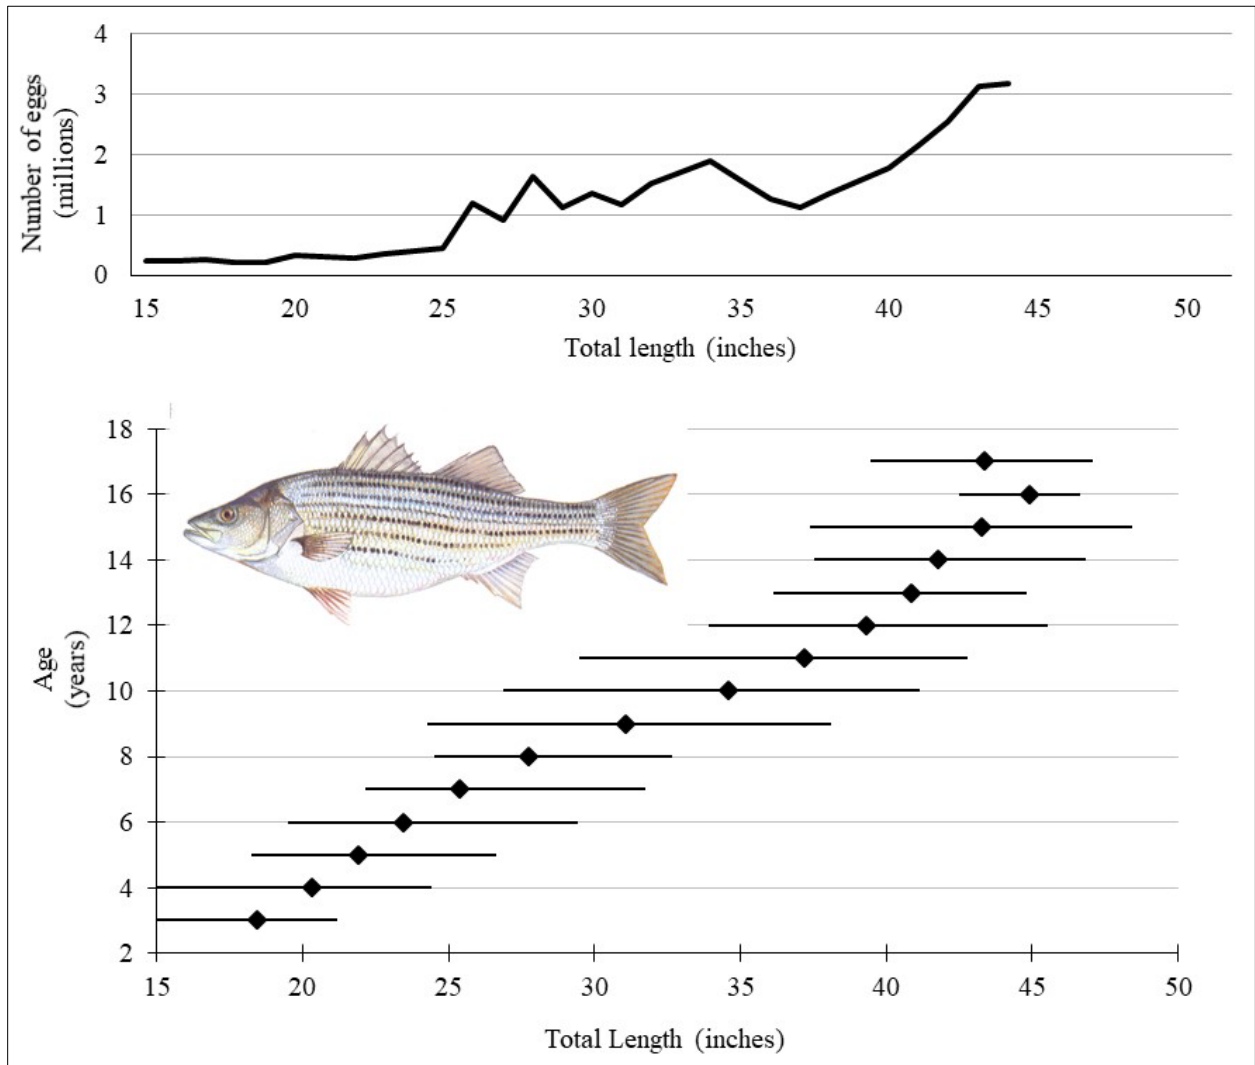 4
3
2
1
0
Number of eggs
(millions)
15 20 25 30 35 40 45 50
Total length (inches)
18
16
14
12
10
8
6
4
2
Age
(years)
15 20 25 30 35 40 45 50
Total Length (inches)